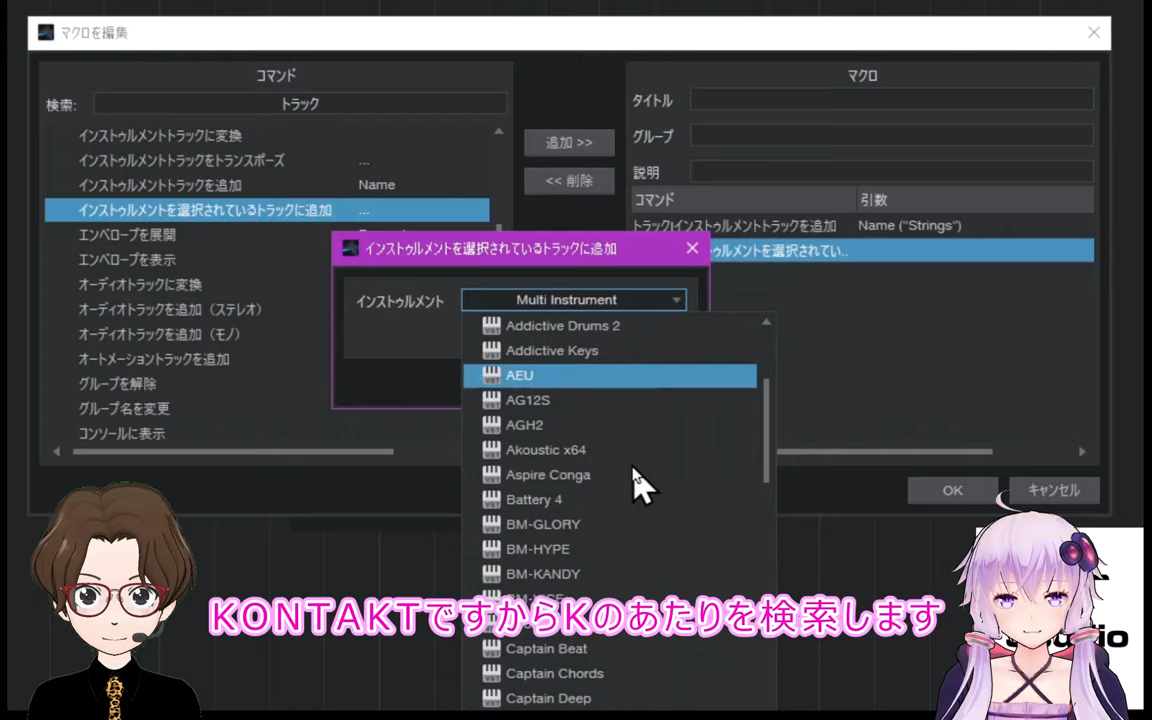 マクロを編集
コマンド
検索:
トラック
インストゥルメントトラックに変換
インストゥルメントトラックをトランスポーズ ...
インストゥルメントトラックを追加 Name
インストゥルメントを選択されているトラックに追加 ...
エンベロープを展開
エンベロープを表示
オーディオトラックに変換
オーディオトラックを追加（ステレオ）
オーディオトラックを追加（モノ）
オートメーショントラックを追加
グループを解除
グループ名を変更
コンソールに表示
追加 >>
<< 削除
マクロ
タイトル
グループ
説明
コマンド 引数
トラック|インストゥルメントトラックを追加 Name ("Strings")
ゥルメントを選択されてい..
OK
キャンセル
インストゥルメントを選択されているトラックに追加
インストゥルメント
Multi Instrument
Addictive Drums 2
Addictive Keys
AEU
AG12S
AGH2
Akoustic x64
Aspire Conga
Battery 4
BM-GLORY
BM-HYPE
BM-KANDY
Captain Beat
Captain Chords
Captain Deep
KONTAKTですからKのあたりを検索します